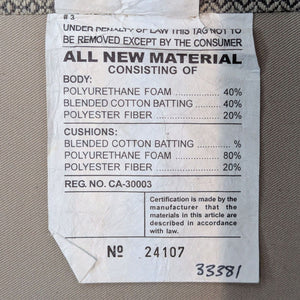 # 3
UNDER PENALTY OF LAW THIS TAG NOT TO
BE REMOVED EXCEPT BY THE CONSUMER
ALL NEW MATERIAL
CONSISTING OF
BODY:
POLYURETHANE FOAM ........... 40%
BLENDED COTTON BATTING ..... 40%
POLYESTER FIBER ................. 20%
CUSHIONS:
BLENDED COTTON BATTING ...... %
POLYURETHANE FOAM ........... 80%
POLYESTER FIBER ................. 20%
REG. NO. CA-30003
Certification is made by the
manufacturer that the
materials in this article are
described in accordance
with law.
Nº 24107
33381